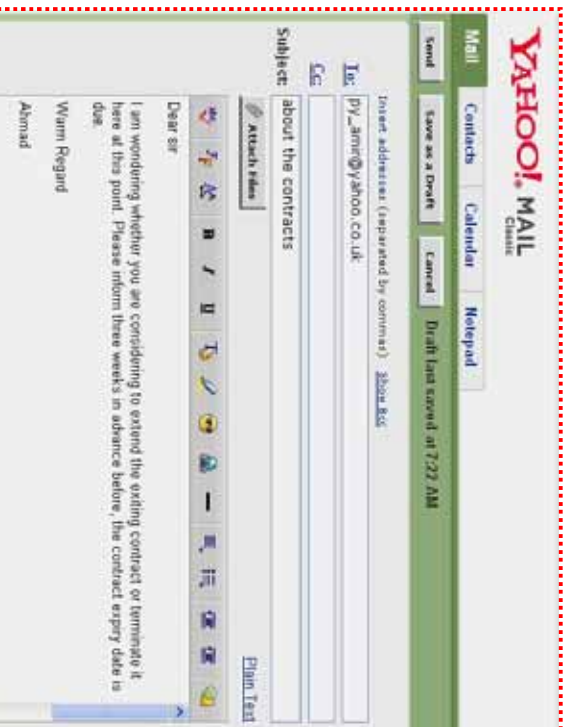 YAHOO! MAIL
Classic
Mail Contacts Calendar Notepad
Send Save as a Draft Cancel Draft last saved at 7:22 AM
Insert addresses (separated by commas) Show Bcc
To: py_amir@yahoo.co.uk
Cc:
Subject: about the contracts
Attach Files
Plain Text
B I U
Dear sir
I am wondering whether you are considering to extend the exiting contract or terminate it
here at this point. Please inform three weeks in advance before, the contract expiry date is
due.
Warm Regard
Ahmad